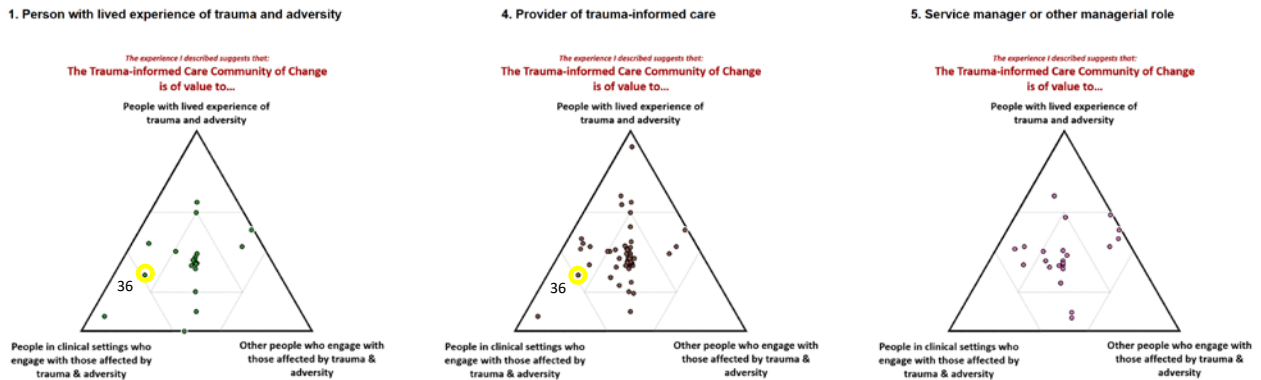 1. Person with lived experience of trauma and adversity
The experience I described suggests that:
The Trauma-informed Care Community of Change
is of value to...
People with lived experience of
trauma and adversity
36
People in clinical settings who
engage with those affected by
trauma & adversity
Other people who engage with
those affected by trauma &
adversity
4. Provider of trauma-informed care
The experience I described suggests that:
The Trauma-informed Care Community of Change
is of value to...
People with lived experience of
trauma and adversity
36
People in clinical settings who
engage with those affected by
trauma & adversity
Other people who engage with
those affected by trauma &
adversity
5. Service manager or other managerial role
The experience I described suggests that:
The Trauma-informed Care Community of Change
is of value to...
People with lived experience of
trauma and adversity
People in clinical settings who
engage with those affected by
trauma & adversity
Other people who engage with
those affected by trauma &
adversity